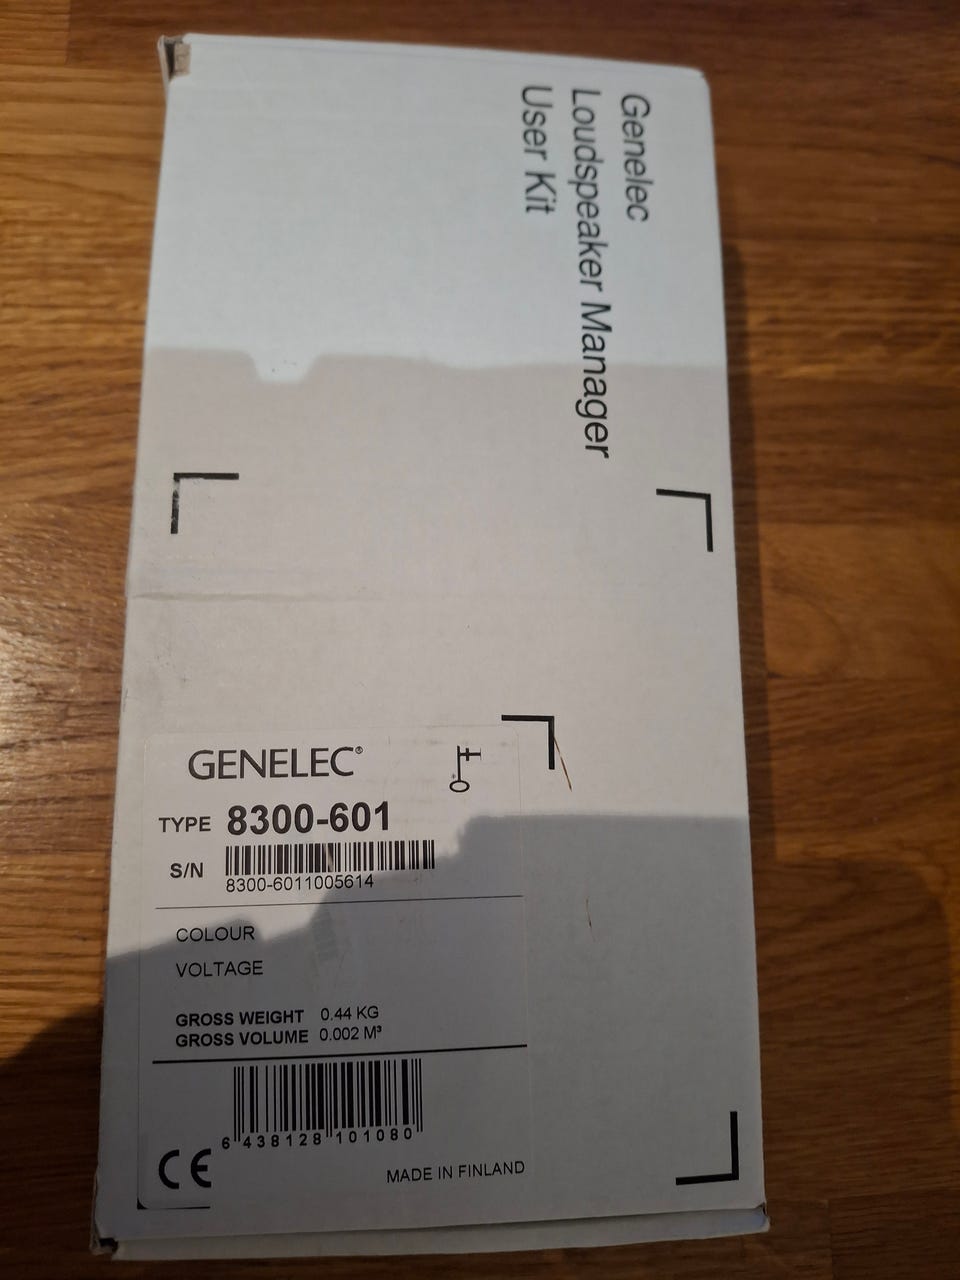 Genelec
Loudspeaker Manager
User Kit
GENELEC®
TYPE 8300-601
S/N
8300-6011005614
COLOUR
VOLTAGE
GROSS WEIGHT 0.44 KG
GROSS VOLUME 0.002 M³
6 438128 101080
CE
MADE IN FINLAND